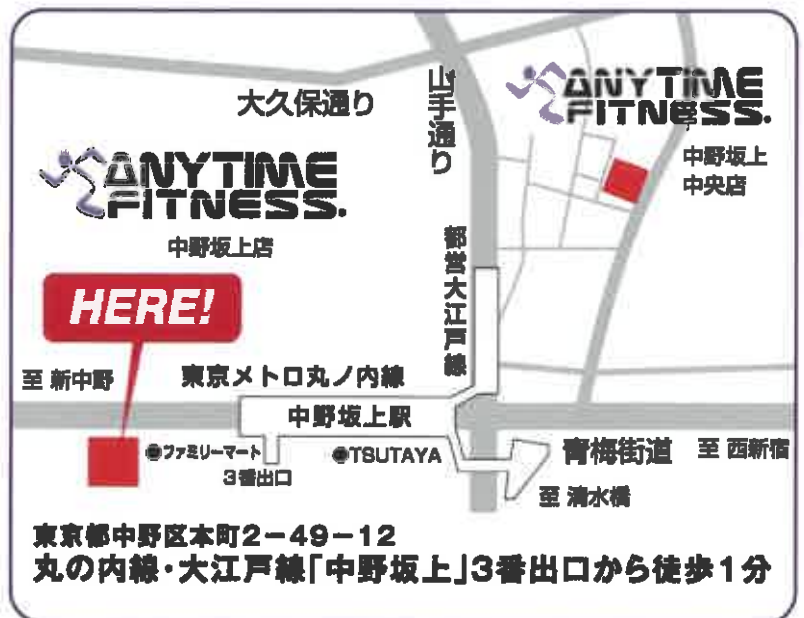 大久保通り
山手通り
ANYTIME
FITNESS.
中野坂上
中央店
ANYTIME
FITNESS.
中野坂上店
都営大江戸線
HERE!
至 新中野
東京メトロ丸ノ内線
中野坂上駅
ファミリーマート
3番出口
TSUTAYA
青梅街道
至 西新宿
至 清水橋
東京都中野区本町2-49-12
丸の内線・大江戸線「中野坂上」3番出口から徒歩1分